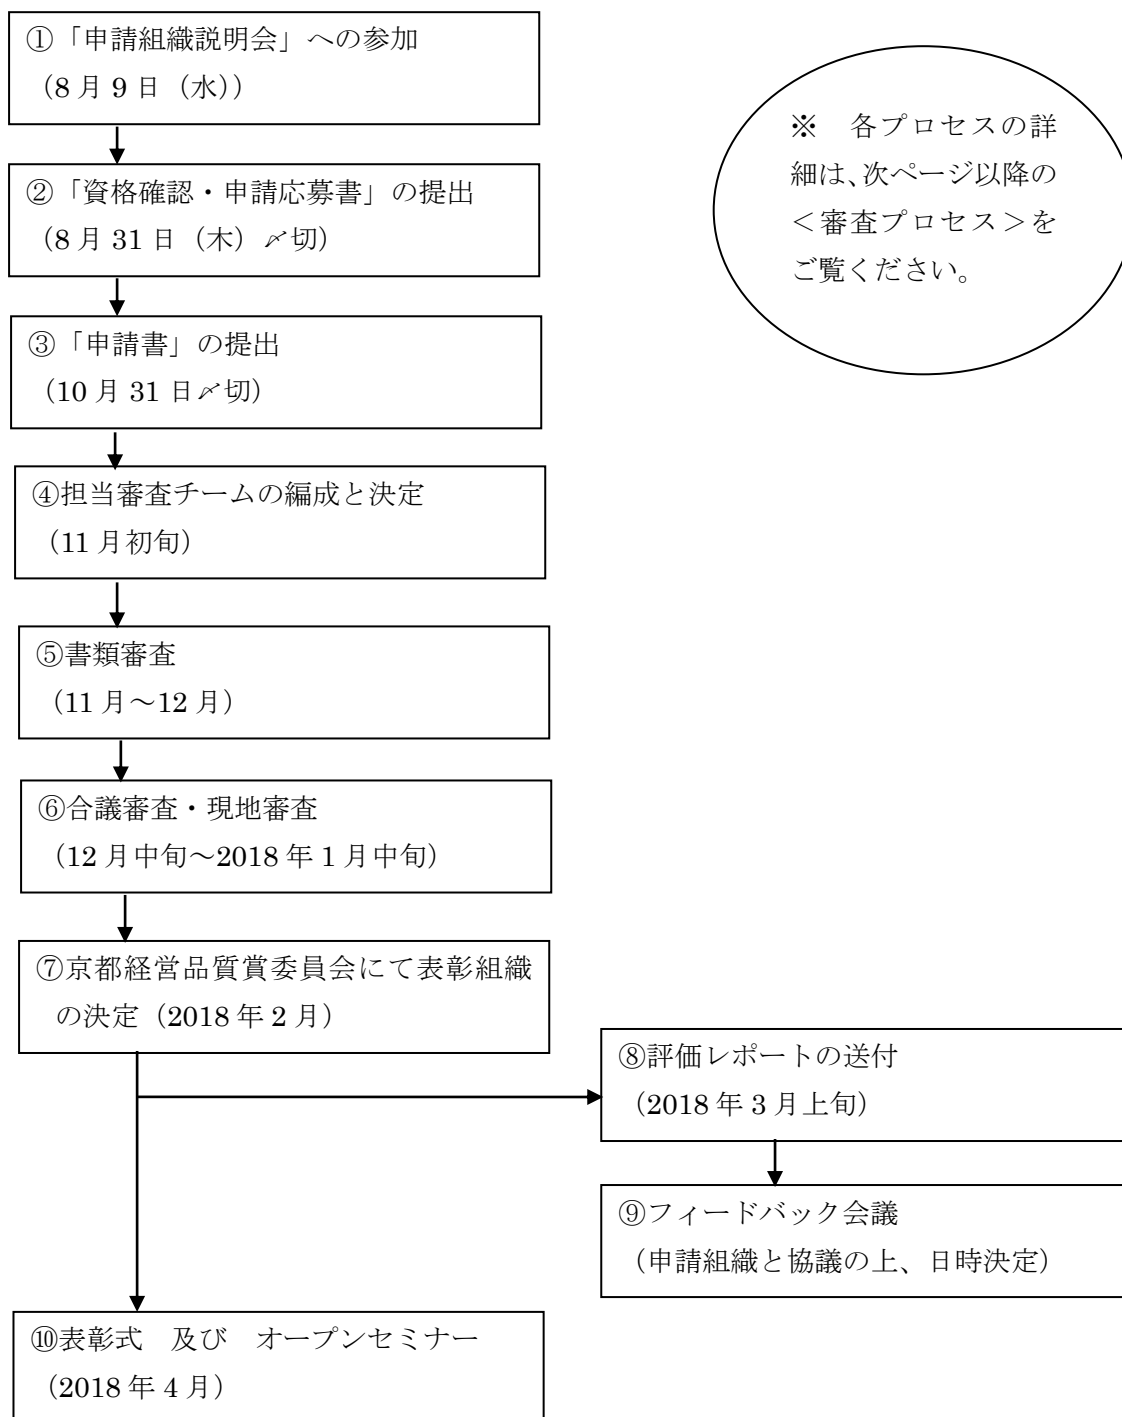 ①「申請組織説明会」への参加
（8月9日（水））
②「資格確認・申請応募書」の提出
（8月31日（木）〆切）
③「申請書」の提出
（10月31日〆切）
④担当審査チームの編成と決定
（11月初旬）
⑤書類審査
（11月～12月）
⑥合議審査・現地審査
（12月中旬～2018年1月中旬）
⑦京都経営品質賞委員会にて表彰組織
の決定（2018年2月）
⑧評価レポートの送付
（2018年3月上旬）
⑨フィードバック会議
（申請組織と協議の上、日時決定）
⑩表彰式　及び　オープンセミナー
（2018年4月）
※　各プロセスの詳
細は、次ページ以降の
＜審査プロセス＞を
ご覧ください。